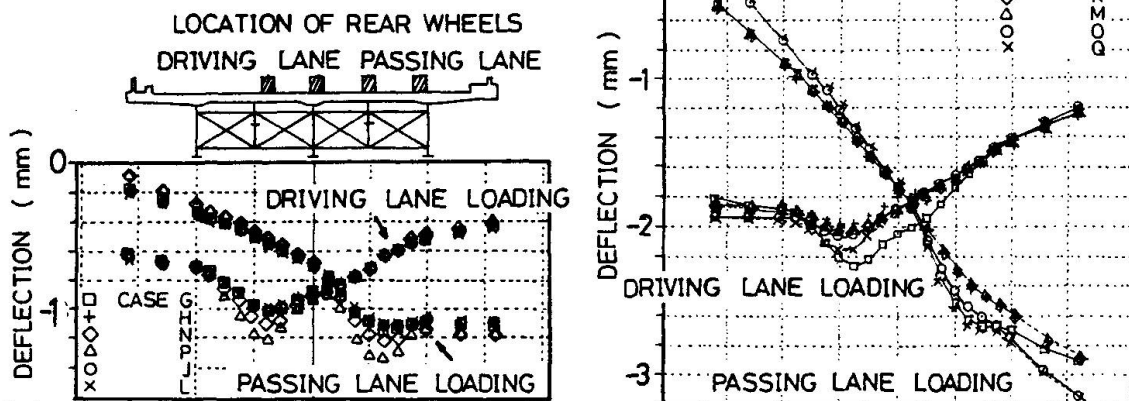 LOCATION OF REAR WHEELS
DRIVING LANE PASSING LANE
DEFLECTION ( mm )
0
-1
DRIVING LANE LOADING
□ CASE G
+ H
◇ N
△ P
○ J
× L
PASSING LANE LOADING
DEFLECTION ( mm )
-1
-2
-3
△ M
○ O
× Q
DRIVING LANE LOADING
PASSING LANE LOADING